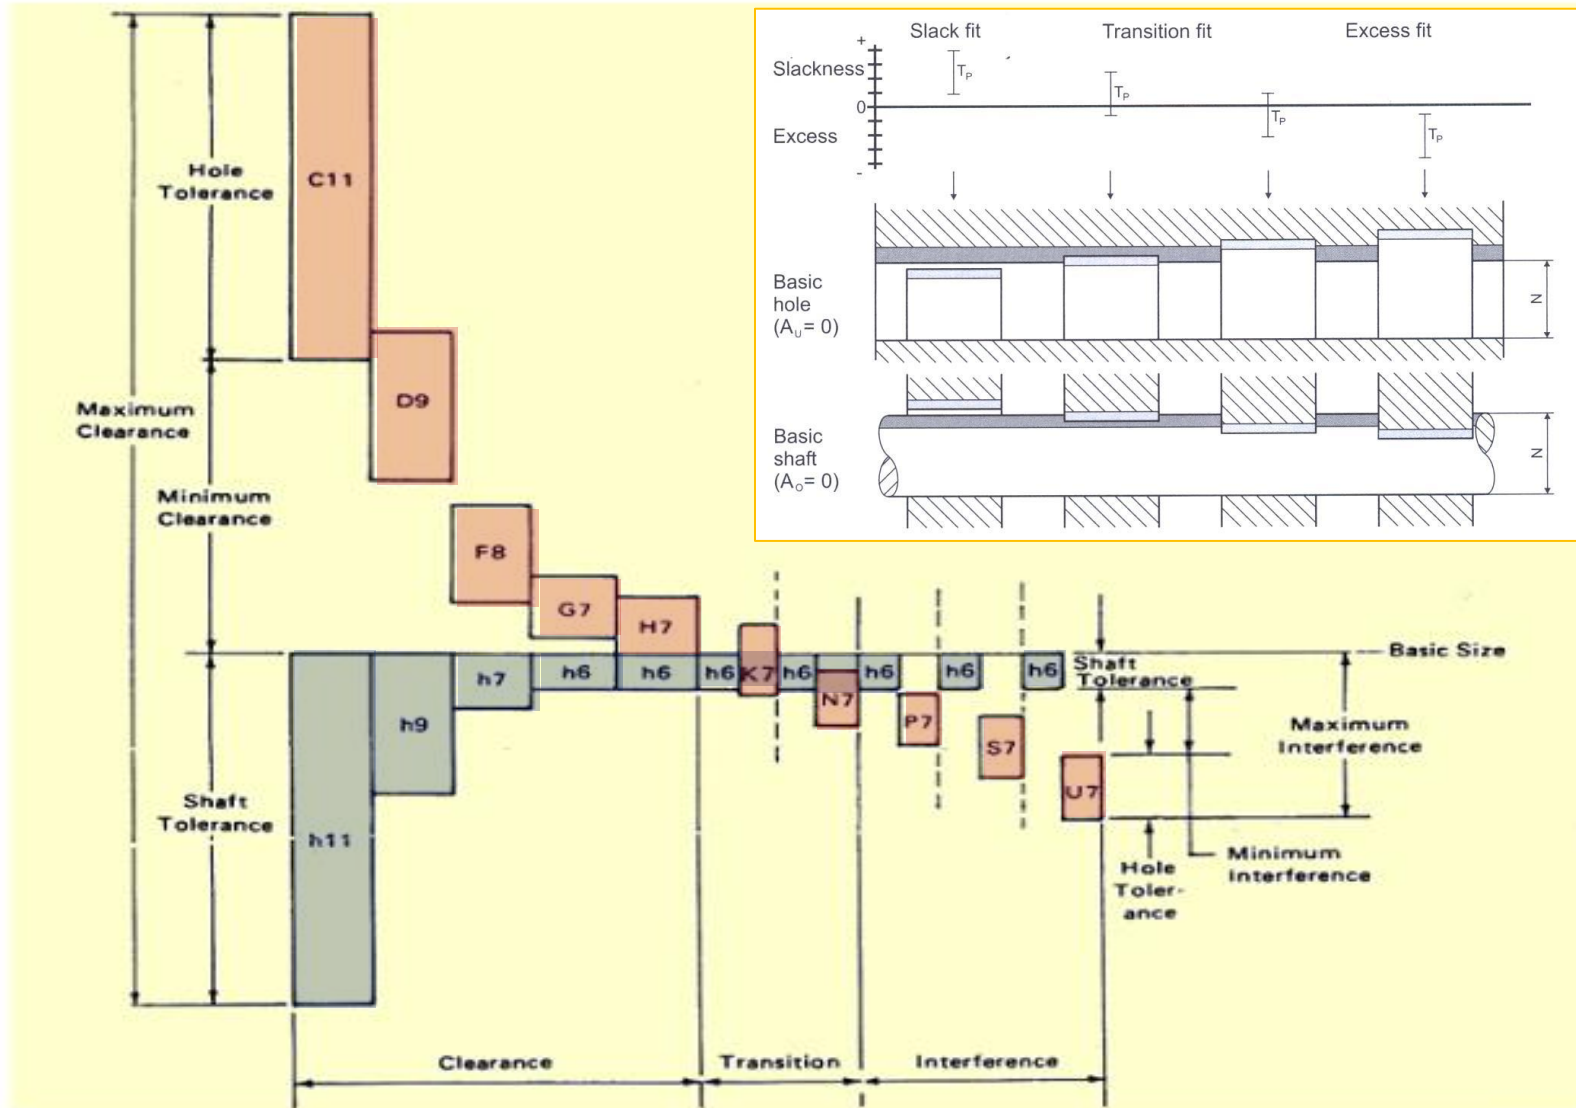 Slack fit
Transition fit
Excess fit
+
Slackness
0
Excess
-
T_P
T_P
T_P
T_P
Basic
hole
(A_U= 0)
N
Basic
shaft
(A_O= 0)
N
Hole
Tolerance
C11
D9
Maximum
Clearance
Minimum
Clearance
F8
G7
H7
h7
h6
h6
h6
K7
h6
N7
h6
P7
h6
S7
h6
U7
Basic Size
Shaft
Tolerance
h9
Maximum
Interference
Shaft
Tolerance
h11
Minimum
Interference
Hole
Toler-
ance
Clearance
Transition
Interference